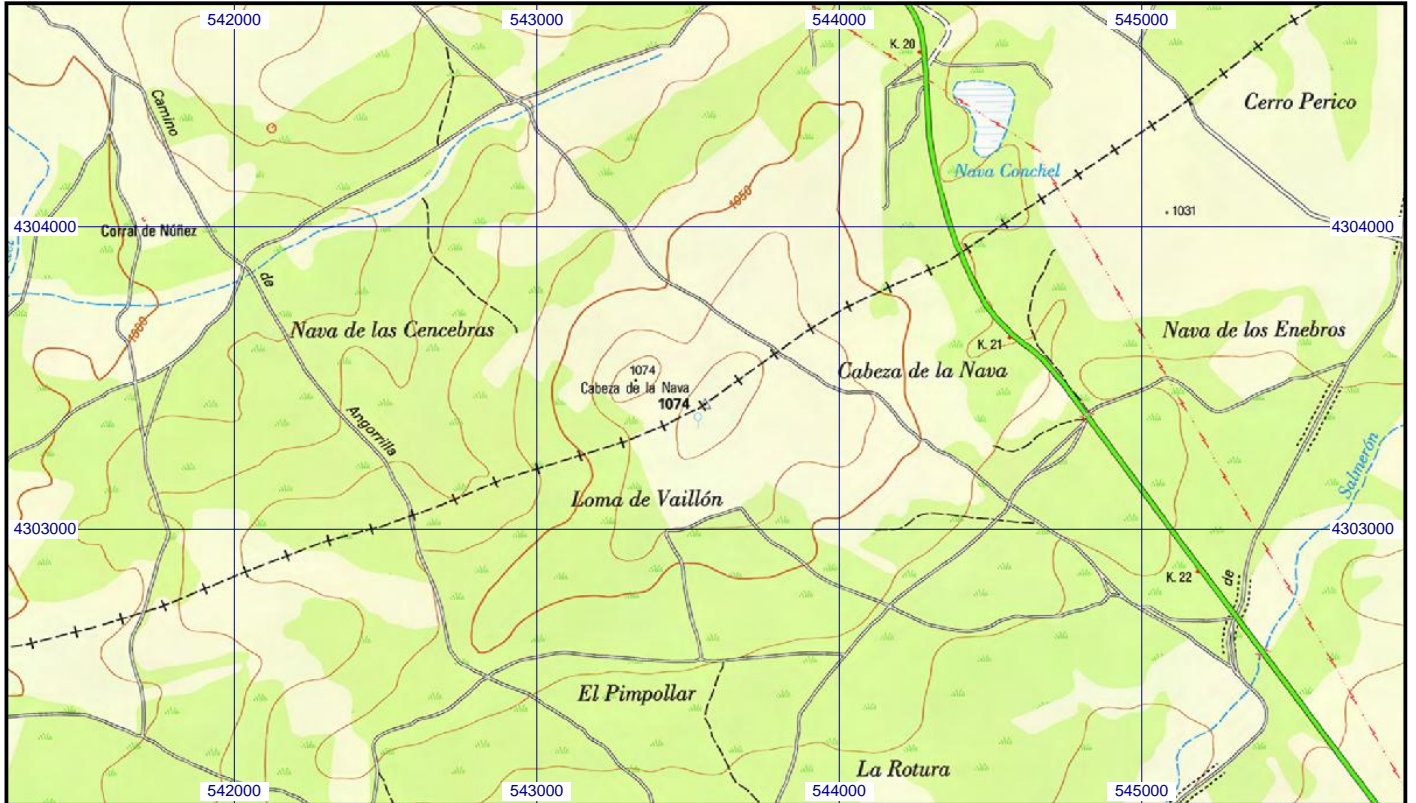 542000
543000
544000
545000
K. 20
Camino
Cerro Perico
Nava Conchel
1050
1031
4304000
Corral de Núñez
4304000
de
1000
Nava de las Cencebras
Nava de los Enebros
K. 21
1074
Cabeza de la Nava
Cabeza de la Nava
1074
Angorrilla
Salmerón
Loma de Vaillón
4303000
4303000
K. 22
de
El Pimpollar
La Rotura
542000
543000
544000
545000